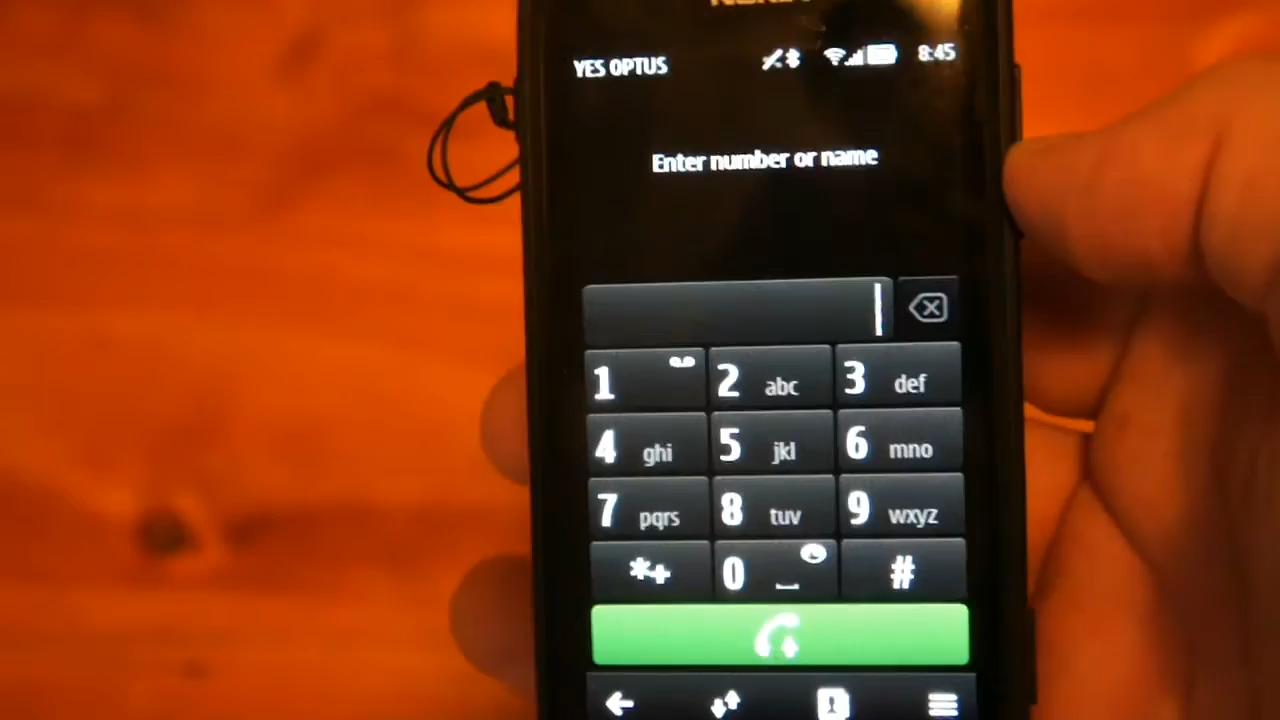 NOKIA
YES OPTUS 8:45
Enter number or name
1 2 abc 3 def
4 ghi 5 jkl 6 mno
7 pqrs 8 tuv 9 wxyz
*+ 0 #